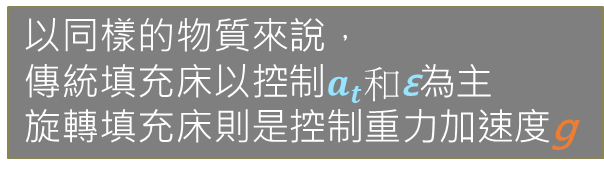 以同樣的物質來說，
傳統填充床以控制aₜ和ε為主
旋轉填充床則是控制重力加速度g